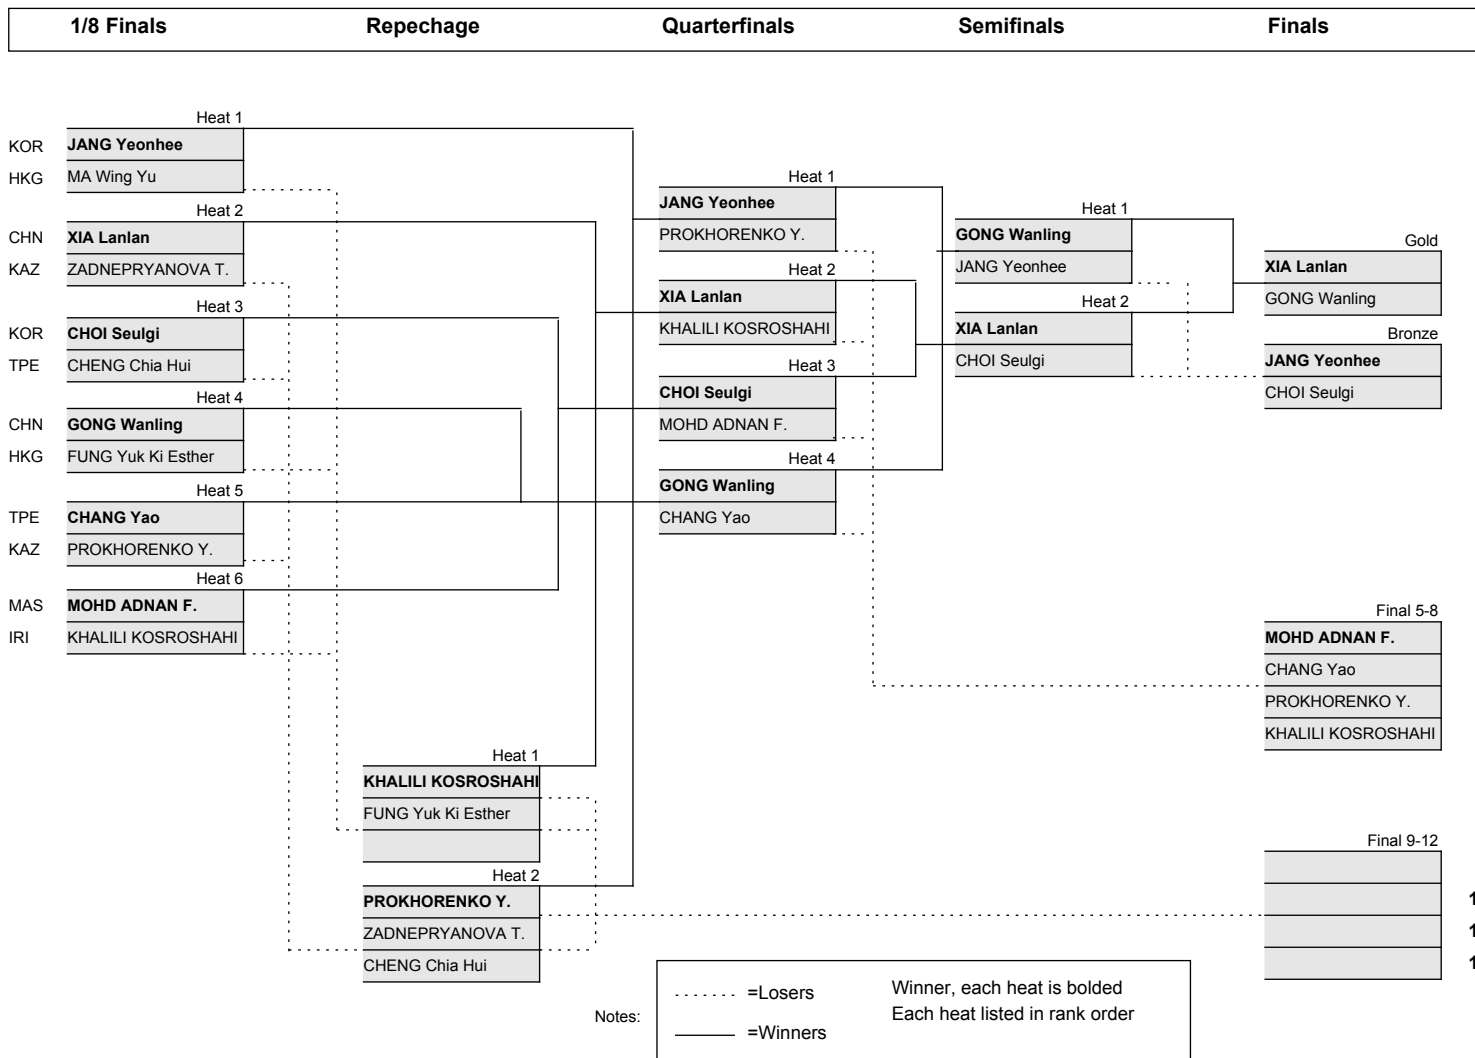 1/8 Finals Repechage Quarterfinals Semifinals Finals
Heat 1
KOR JANG Yeonhee
HKG MA Wing Yu
Heat 2
CHN XIA Lanlan
KAZ ZADNEPRYANOVA T.
Heat 3
KOR CHOI Seulgi
TPE CHENG Chia Hui
Heat 4
CHN GONG Wanling
HKG FUNG Yuk Ki Esther
Heat 5
TPE CHANG Yao
KAZ PROKHORENKO Y.
Heat 6
MAS MOHD ADNAN F.
IRI KHALILI KOSROSHAHI
Heat 1
KHALILI KOSROSHAHI
FUNG Yuk Ki Esther
Heat 2
PROKHORENKO Y.
ZADNEPRYANOVA T.
CHENG Chia Hui
Heat 1
JANG Yeonhee
PROKHORENKO Y.
Heat 2
XIA Lanlan
KHALILI KOSROSHAHI
Heat 3
CHOI Seulgi
MOHD ADNAN F.
Heat 4
GONG Wanling
CHANG Yao
Heat 1
GONG Wanling
JANG Yeonhee
Heat 2
XIA Lanlan
CHOI Seulgi
Gold
XIA Lanlan
GONG Wanling
Bronze
JANG Yeonhee
CHOI Seulgi
Final 5-8
MOHD ADNAN F.
CHANG Yao
PROKHORENKO Y.
KHALILI KOSROSHAHI
Final 9-12
1
1
1
Notes:
=Losers Winner, each heat is bolded
Each heat listed in rank order
=Winners